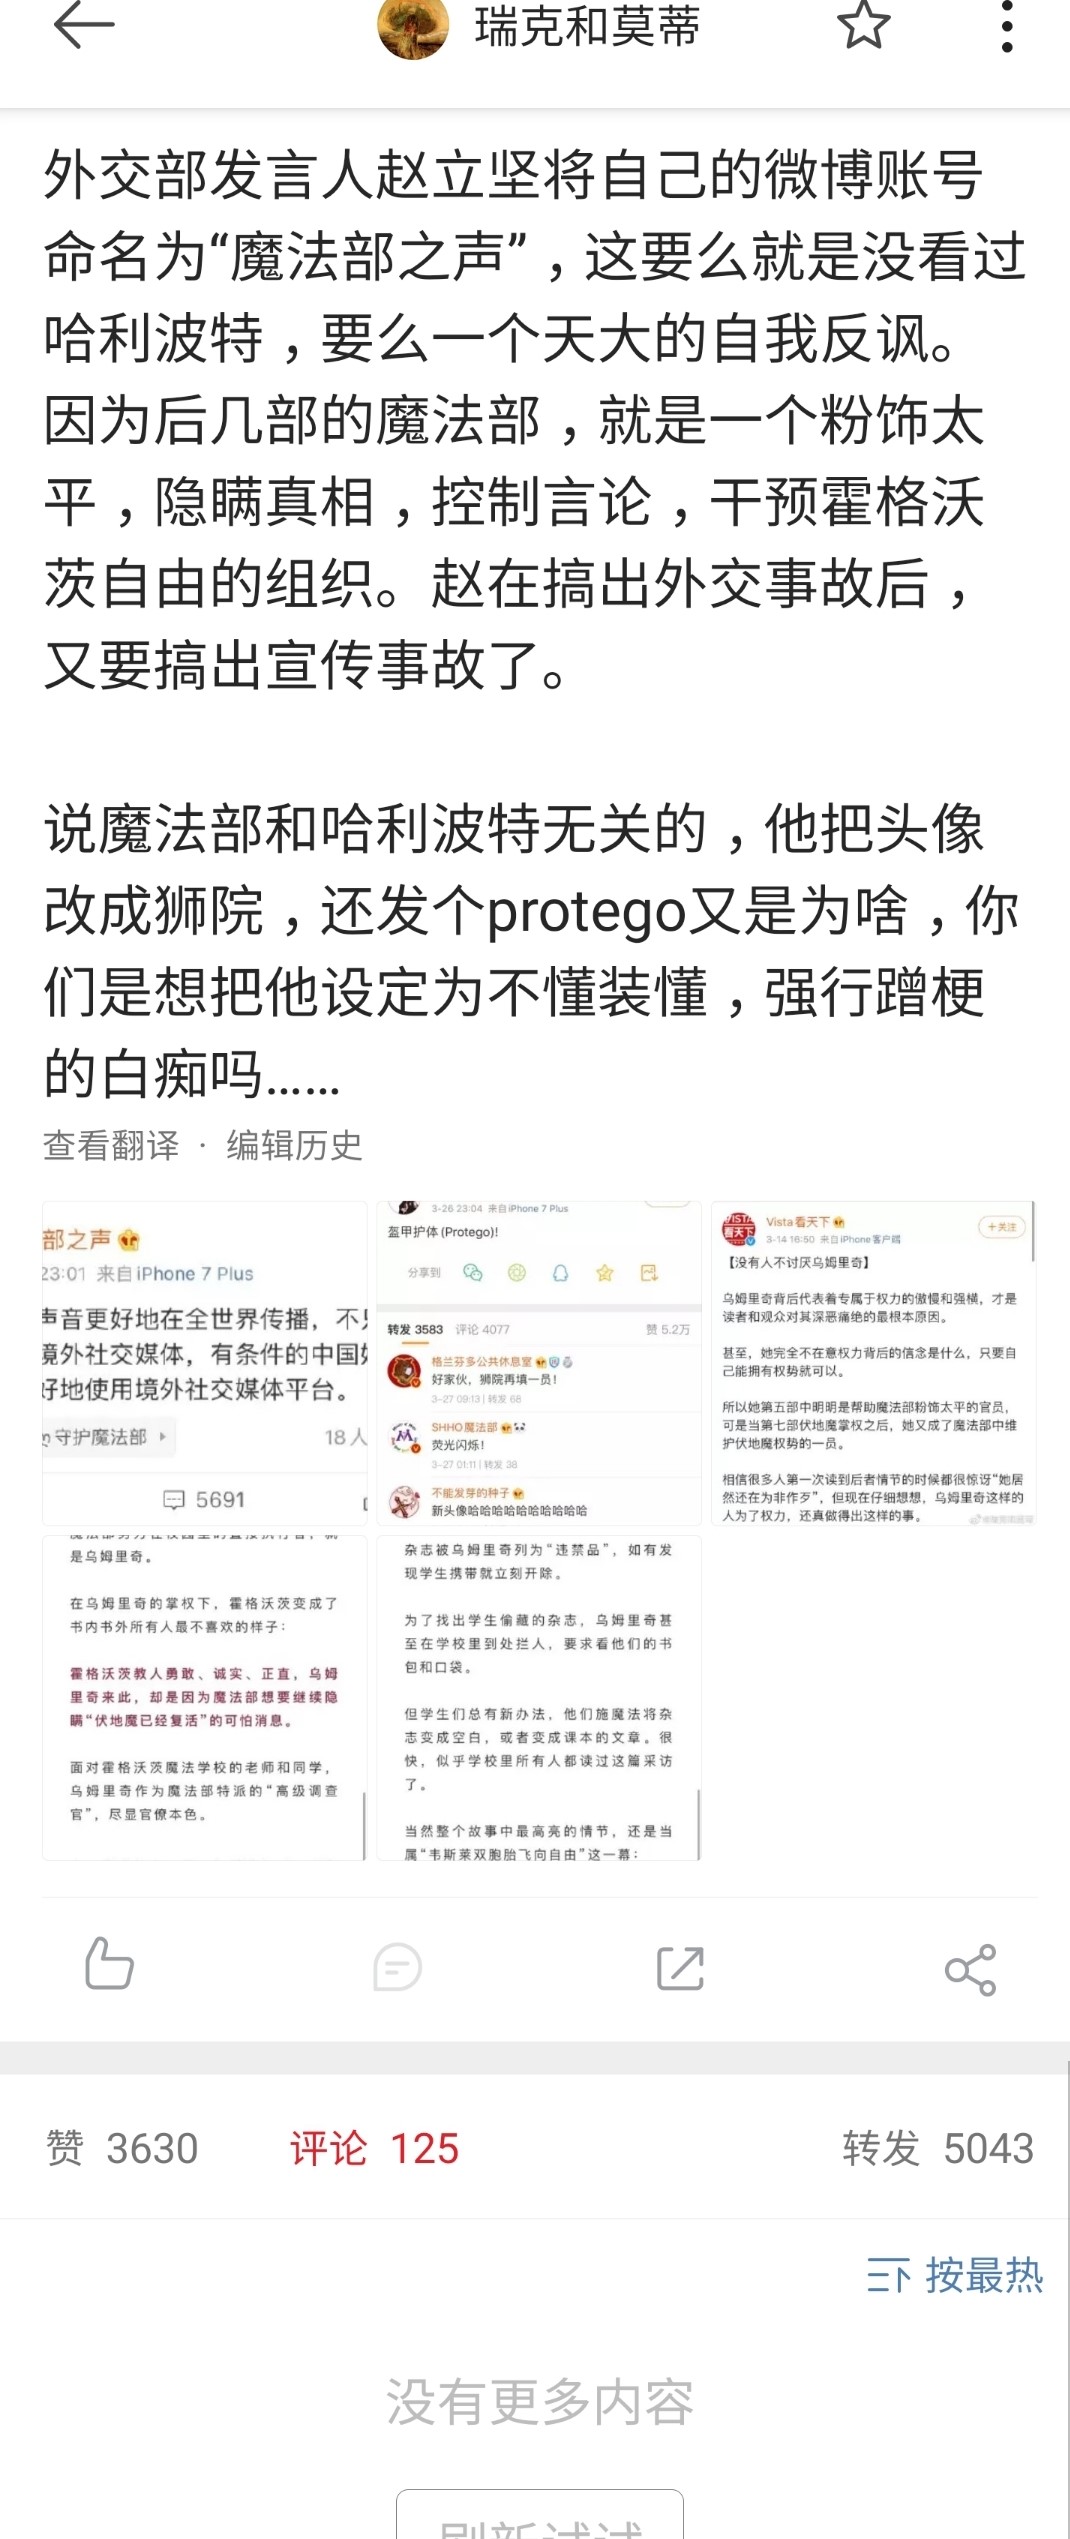 瑞克和莫蒂
外交部发言人赵立坚将自己的微博账号
命名为“魔法部之声”，这要么就是没看过
哈利波特，要么一个天大的自我反讽。
因为后几部的魔法部，就是一个粉饰太
平，隐瞒真相，控制言论，干预霍格沃
茨自由的组织。赵在搞出外交事故后，
又要搞出宣传事故了。
说魔法部和哈利波特无关的，他把头像
改成狮院，还发个protego又是为啥，你
们是想把他设定为不懂装懂，强行蹭梗
的白痴吗……
查看翻译 · 编辑历史
部之声
23:01 来自 iPhone 7 Plus
声音更好地在全世界传播，不
境外社交媒体，有条件的中国
好地使用境外社交媒体平台。
守护魔法部
18人
5691
3-26 23:04 来自 iPhone 7 Plus
盔甲护体 (Protego)!
分享到
转发 3583 评论 4077 赞 5.2万
格兰芬多公共休息室
好家伙，狮院再填一员！
3-27 09:13 | 转发 68
SHHO魔法部
荧光闪烁！
3-27 01:11 | 转发 38
不能发芽的种子
新头像哈哈哈哈哈哈哈哈哈哈
VISTA
看天下
Vista看天下
+关注
3-14 16:50 来自 iPhone客户端
【没有人不讨厌乌姆里奇】
乌姆里奇背后代表着专属于权力的傲慢和强横，才是
读者和观众对其深恶痛绝的最根本原因。
甚至，她完全不在意权力背后的信念是什么，只要自
己能拥有权势就可以。
所以她第五部中明明是帮助魔法部粉饰太平的官员，
可是当第七部伏地魔掌权之后，她又成了魔法部中维
护伏地魔权势的一员。
相信很多人第一次读到后者情节的时候都很惊讶“她居
然还在为非作歹”，但现在仔细想想，乌姆里奇这样的
人为了权力，还真做得出这样的事。
是乌姆里奇。
在乌姆里奇的掌权下，霍格沃茨变成了
书内书外所有人最不喜欢的样子：
霍格沃茨教人勇敢、诚实、正直，乌姆
里奇来此，却是因为魔法部想要继续隐
瞒“伏地魔已经复活”的可怕消息。
面对霍格沃茨魔法学校的老师和同学，
乌姆里奇作为魔法部特派的“高级调查
官”，尽显官僚本色。
杂志被乌姆里奇列为“违禁品”，如有发
现学生携带就立刻开除。
为了找出学生偷藏的杂志，乌姆里奇甚
至在学校里到处拦人，要求看他们的书
包和口袋。
但学生们总有新办法，他们施魔法将杂
志变成空白，或者变成课本的文章。很
快，似乎学校里所有人都读过这篇采访
了。
当然整个故事中最高亮的情节，还是当
属“韦斯莱双胞胎飞向自由”这一幕：
赞 3630 评论 125 转发 5043
按最热
没有更多内容
刷新试试